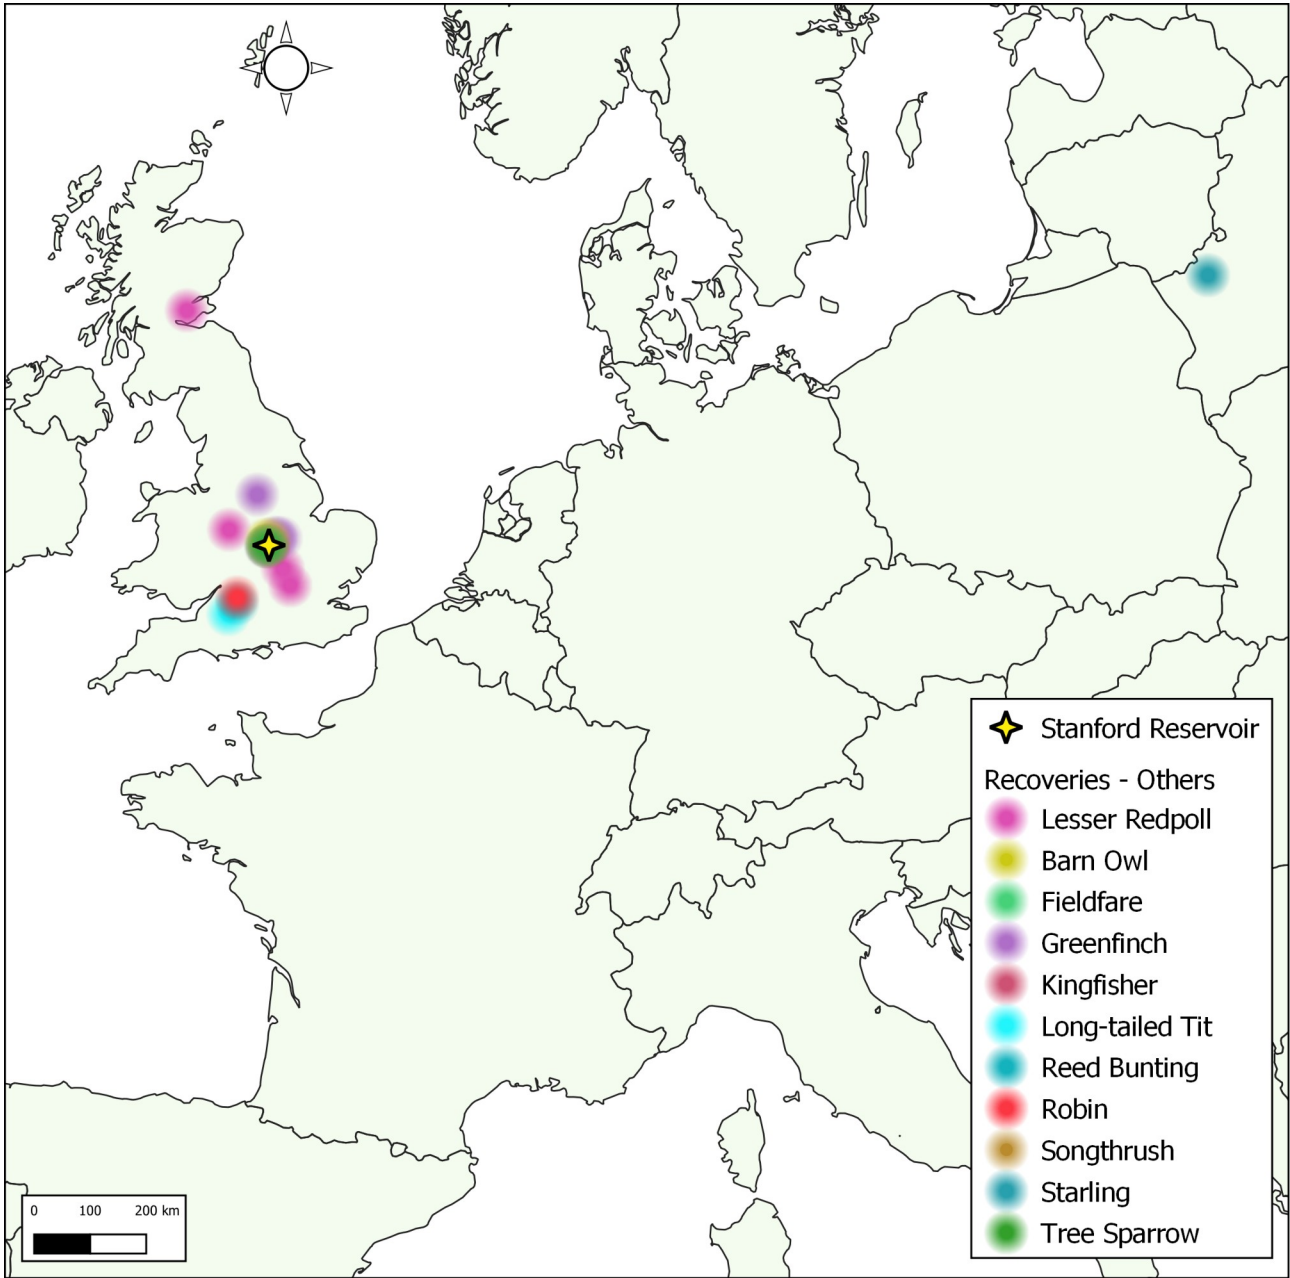 Stanford Reservoir
Recoveries - Others
Lesser Redpoll
Barn Owl
Fieldfare
Greenfinch
Kingfisher
Long-tailed Tit
Reed Bunting
Robin
Songthrush
Starling
Tree Sparrow
0 100 200 km